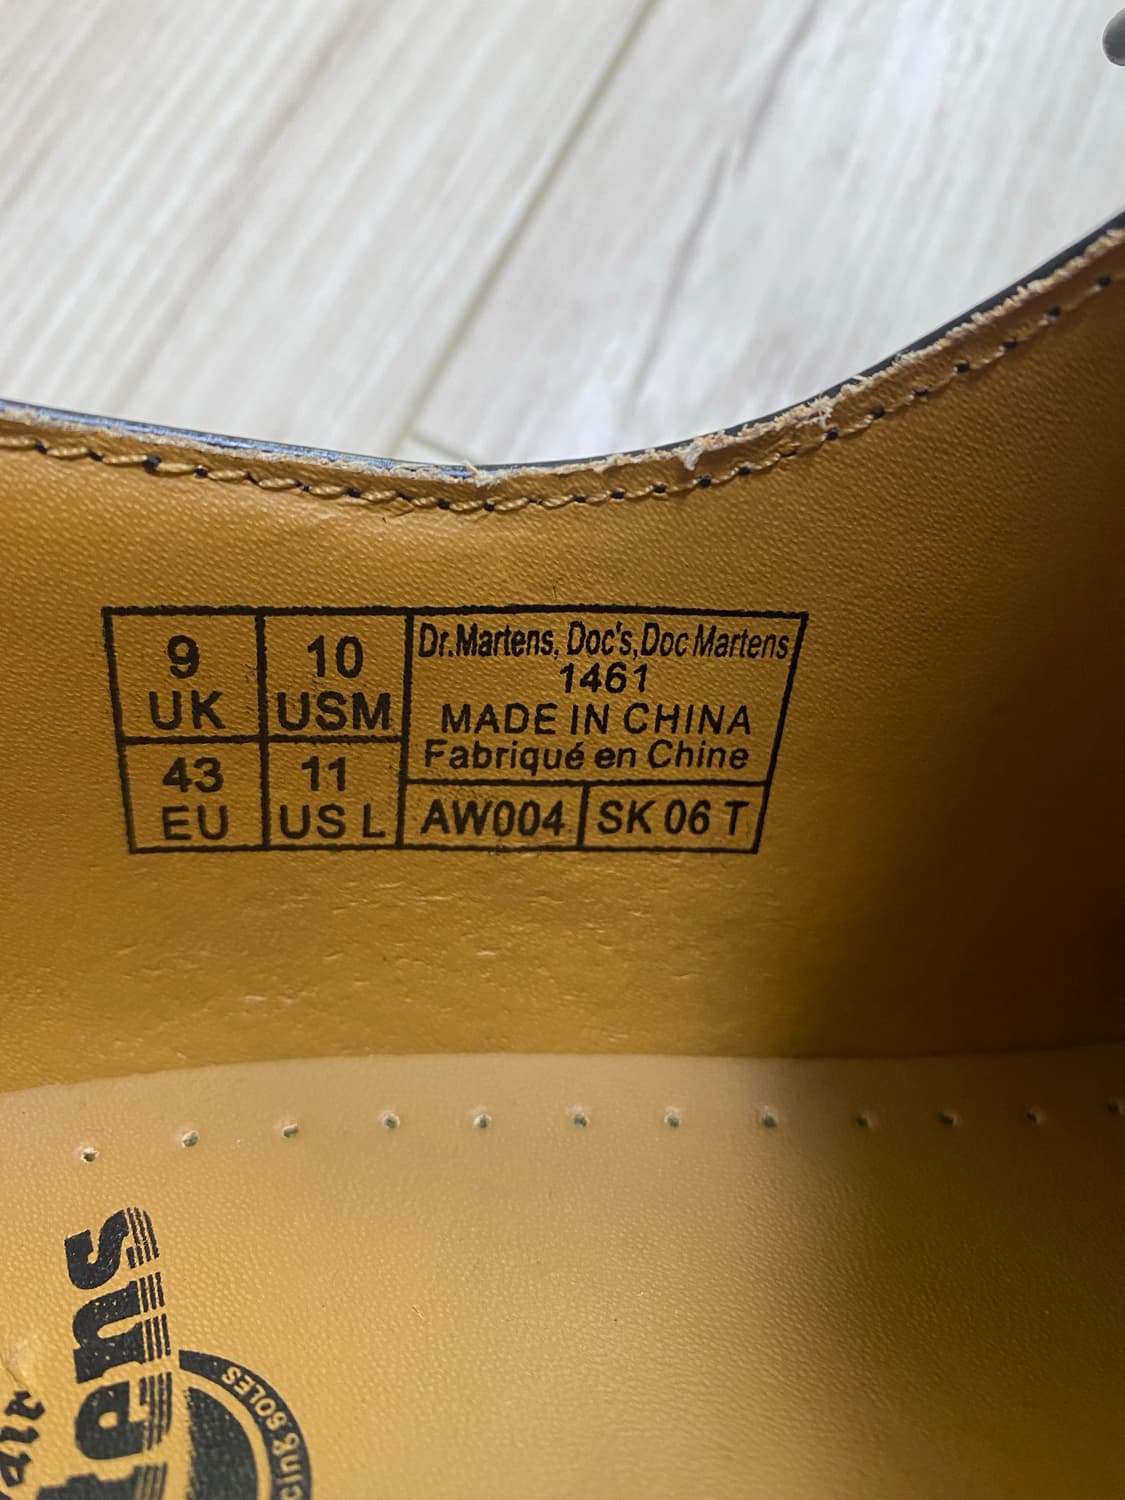 9
UK
10
USM
43
EU
11
US L
Dr.Martens, Doc's,Doc Martens
1461
MADE IN CHINA
Fabriqué en Chine
AW004
SK 06 T
SOLES